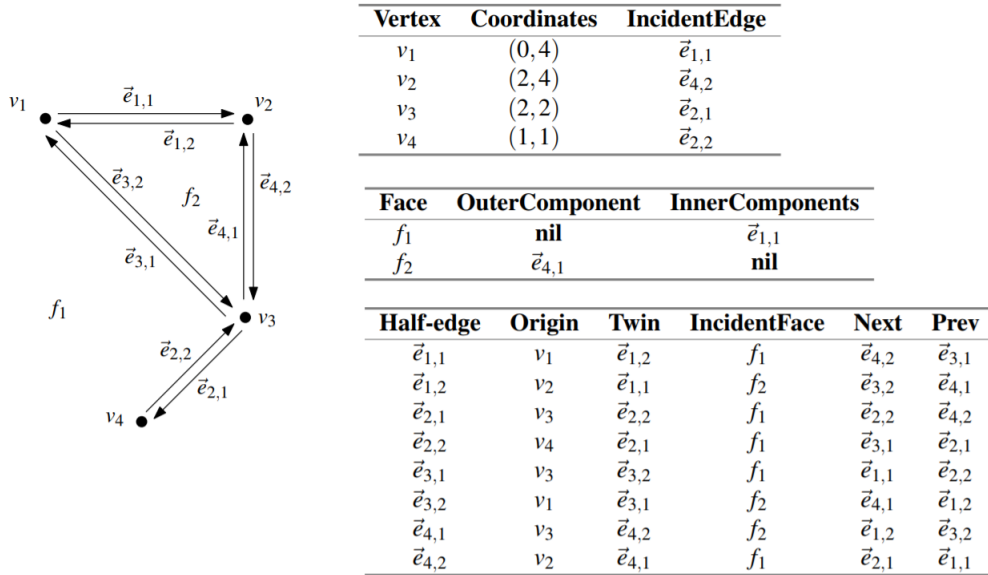 v₁
e⃗₁,₁
v₂
e⃗₁,₂
e⃗₃,₂
f₂
e⃗₄,₂
e⃗₄,₁
e⃗₃,₁
f₁
v₃
e⃗₂,₂
e⃗₂,₁
v₄
Vertex Coordinates IncidentEdge
v₁ (0,4) e⃗₁,₁
v₂ (2,4) e⃗₄,₂
v₃ (2,2) e⃗₂,₁
v₄ (1,1) e⃗₂,₂
Face OuterComponent InnerComponents
f₁ nil e⃗₁,₁
f₂ e⃗₄,₁ nil
Half-edge Origin Twin IncidentFace Next Prev
e⃗₁,₁ v₁ e⃗₁,₂ f₁ e⃗₄,₂ e⃗₃,₁
e⃗₁,₂ v₂ e⃗₁,₁ f₂ e⃗₃,₂ e⃗₄,₁
e⃗₂,₁ v₃ e⃗₂,₂ f₁ e⃗₂,₂ e⃗₄,₂
e⃗₂,₂ v₄ e⃗₂,₁ f₁ e⃗₃,₁ e⃗₂,₁
e⃗₃,₁ v₃ e⃗₃,₂ f₁ e⃗₁,₁ e⃗₂,₂
e⃗₃,₂ v₁ e⃗₃,₁ f₂ e⃗₄,₁ e⃗₁,₂
e⃗₄,₁ v₃ e⃗₄,₂ f₂ e⃗₁,₂ e⃗₃,₂
e⃗₄,₂ v₂ e⃗₄,₁ f₁ e⃗₂,₁ e⃗₁,₁